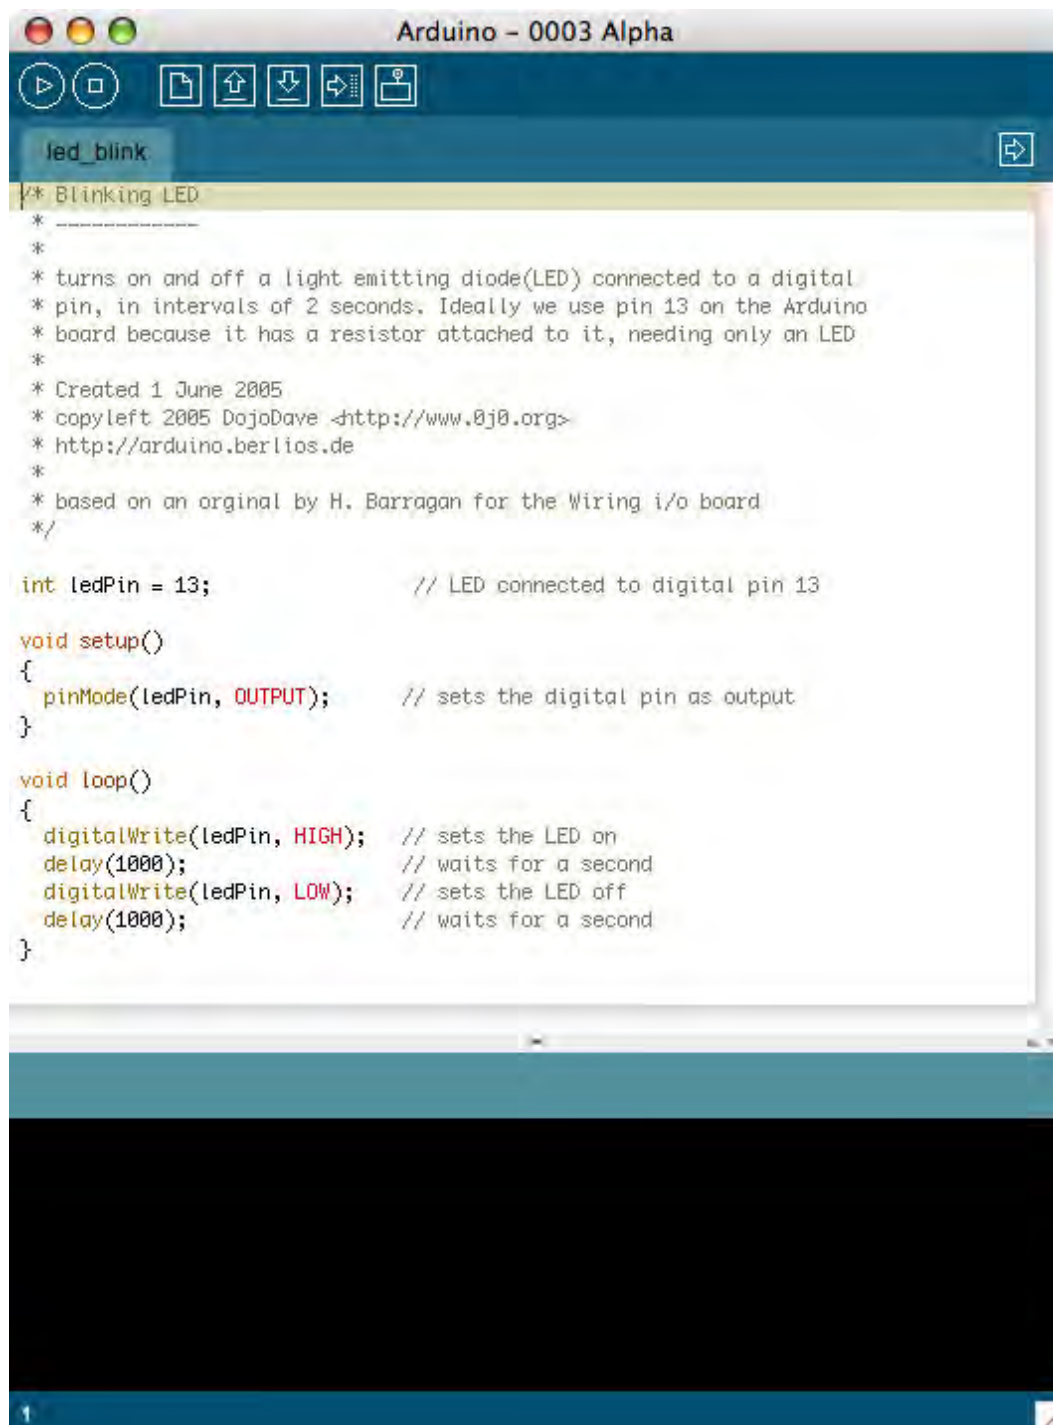 Arduino – 0003 Alpha
led_blink
/* Blinking LED
 * ------------
 *
 * turns on and off a light emitting diode(LED) connected to a digital
 * pin, in intervals of 2 seconds. Ideally we use pin 13 on the Arduino
 * board because it has a resistor attached to it, needing only an LED
 *
 * Created 1 June 2005
 * copyleft 2005 DojoDave <http://www.0j0.org>
 * http://arduino.berlios.de
 *
 * based on an orginal by H. Barragan for the Wiring i/o board
 */
int ledPin = 13;                 // LED connected to digital pin 13
void setup()
{
  pinMode(ledPin, OUTPUT);      // sets the digital pin as output
}
void loop()
{
  digitalWrite(ledPin, HIGH);   // sets the LED on
  delay(1000);                  // waits for a second
  digitalWrite(ledPin, LOW);    // sets the LED off
  delay(1000);                  // waits for a second
}
1